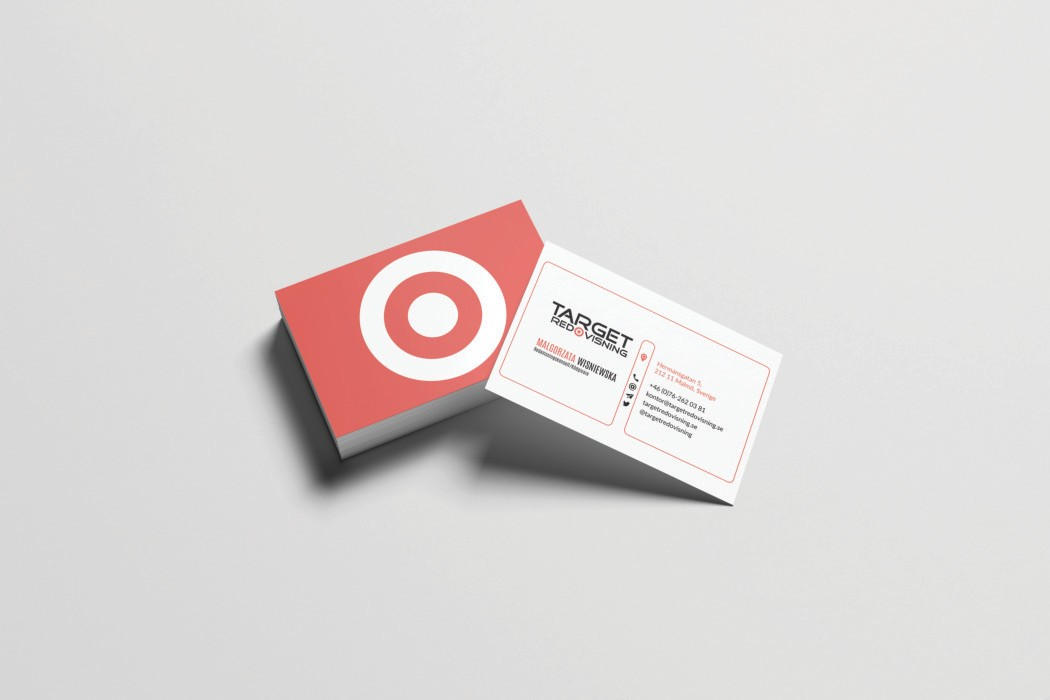 TARGET
REDOVISNING
MALGORZATA WISNIEWSKA
Hermansgatan 5,
212 11 Malmö, Sverige
+46 (0)76-262 03 81
kontor@targetredovisning.se
targetredovisning.se
@targetredovisning